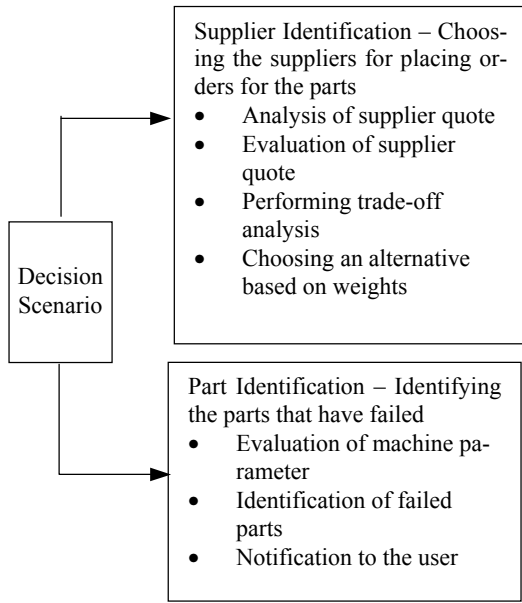 Supplier Identification – Choos-
ing the suppliers for placing or-
ders for the parts
• Analysis of supplier quote
• Evaluation of supplier
quote
• Performing trade-off
analysis
• Choosing an alternative
based on weights
Decision
Scenario
Part Identification – Identifying
the parts that have failed
• Evaluation of machine pa-
rameter
• Identification of failed
parts
• Notification to the user